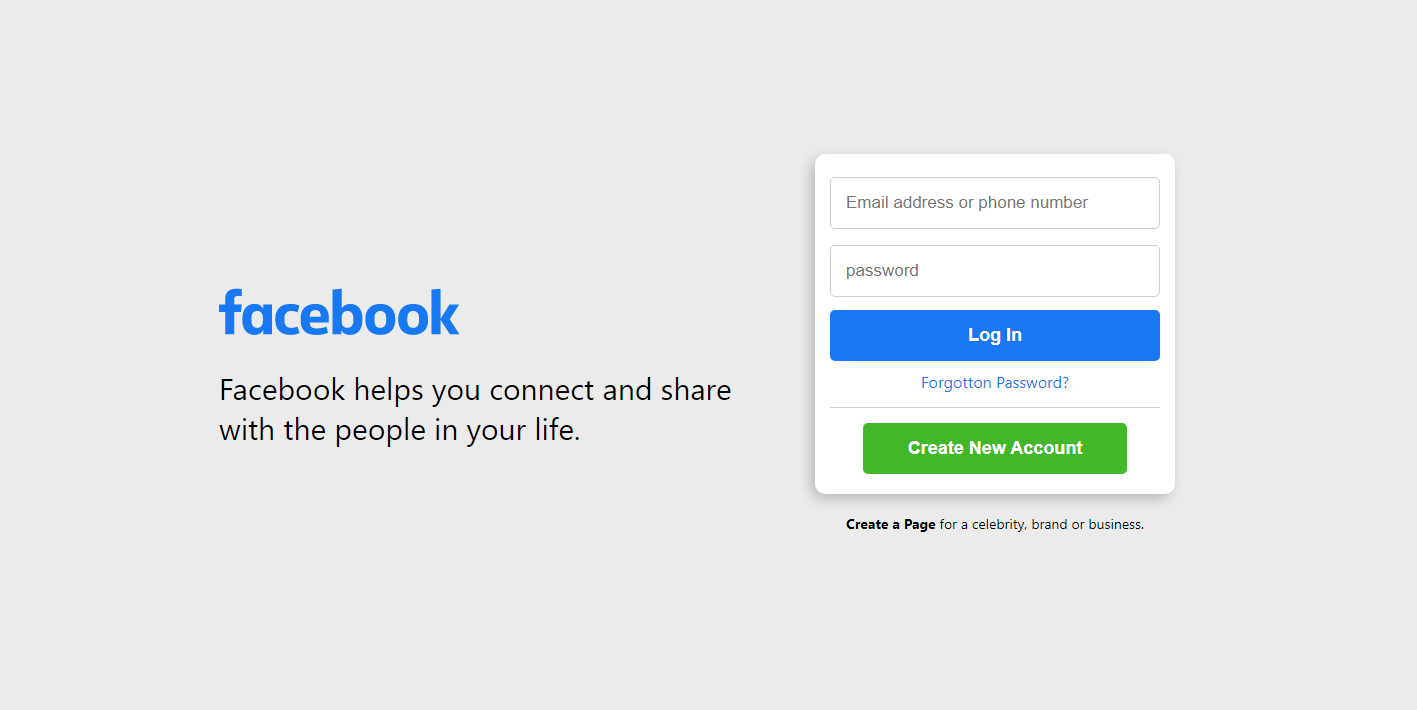 facebook
Facebook helps you connect and share
with the people in your life.
Email address or phone number
password
Log In
Forgotton Password?
Create New Account
Create a Page for a celebrity, brand or business.